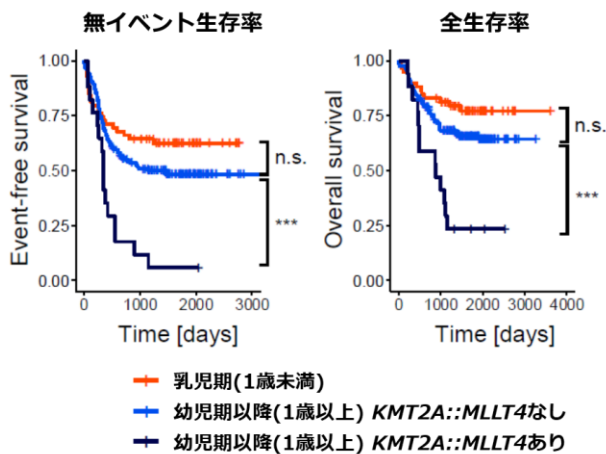 無イベント生存率
全生存率
Event-free survival
1.00
0.75
0.50
0.25
0.00
n.s.
***
0
1000
2000
3000
Time [days]
Overall survival
1.00
0.75
0.50
0.25
0.00
n.s.
***
0
1000
2000
3000
4000
Time [days]
乳児期(1歳未満)
幼児期以降(1歳以上) KMT2A::MLLT4なし
幼児期以降(1歳以上) KMT2A::MLLT4あり